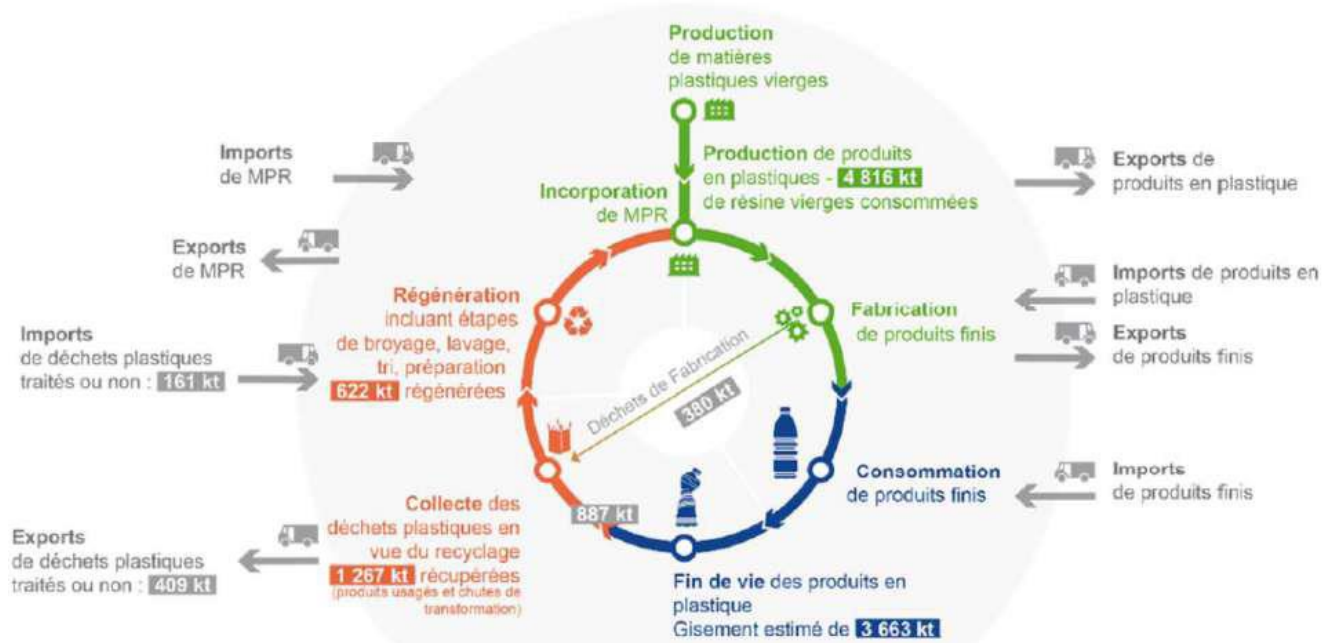 Production
de matières
plastiques vierges
Production de produits
en plastiques - 4 816 kt
de résine vierges consommées
Incorporation
de MPR
Imports
de MPR
Exports
de MPR
Exports de
produits en plastique
Imports de produits en
plastique
Exports
de produits finis
Fabrication
de produits finis
Régénération
incluant étapes
de broyage, lavage,
tri, préparation
622 kt régénérées
Imports
de déchets plastiques
traités ou non : 161 kt
Déchets de Fabrication
380 kt
Consommation
de produits finis
Imports
de produits finis
887 kt
Collecte des
déchets plastiques en
vue du recyclage
1 267 kt récupérées
(produits usagés et chutes de
transformation)
Exports
de déchets plastiques
traités ou non : 409 kt
Fin de vie des produits en
plastique
Gisement estimé de 3 663 kt